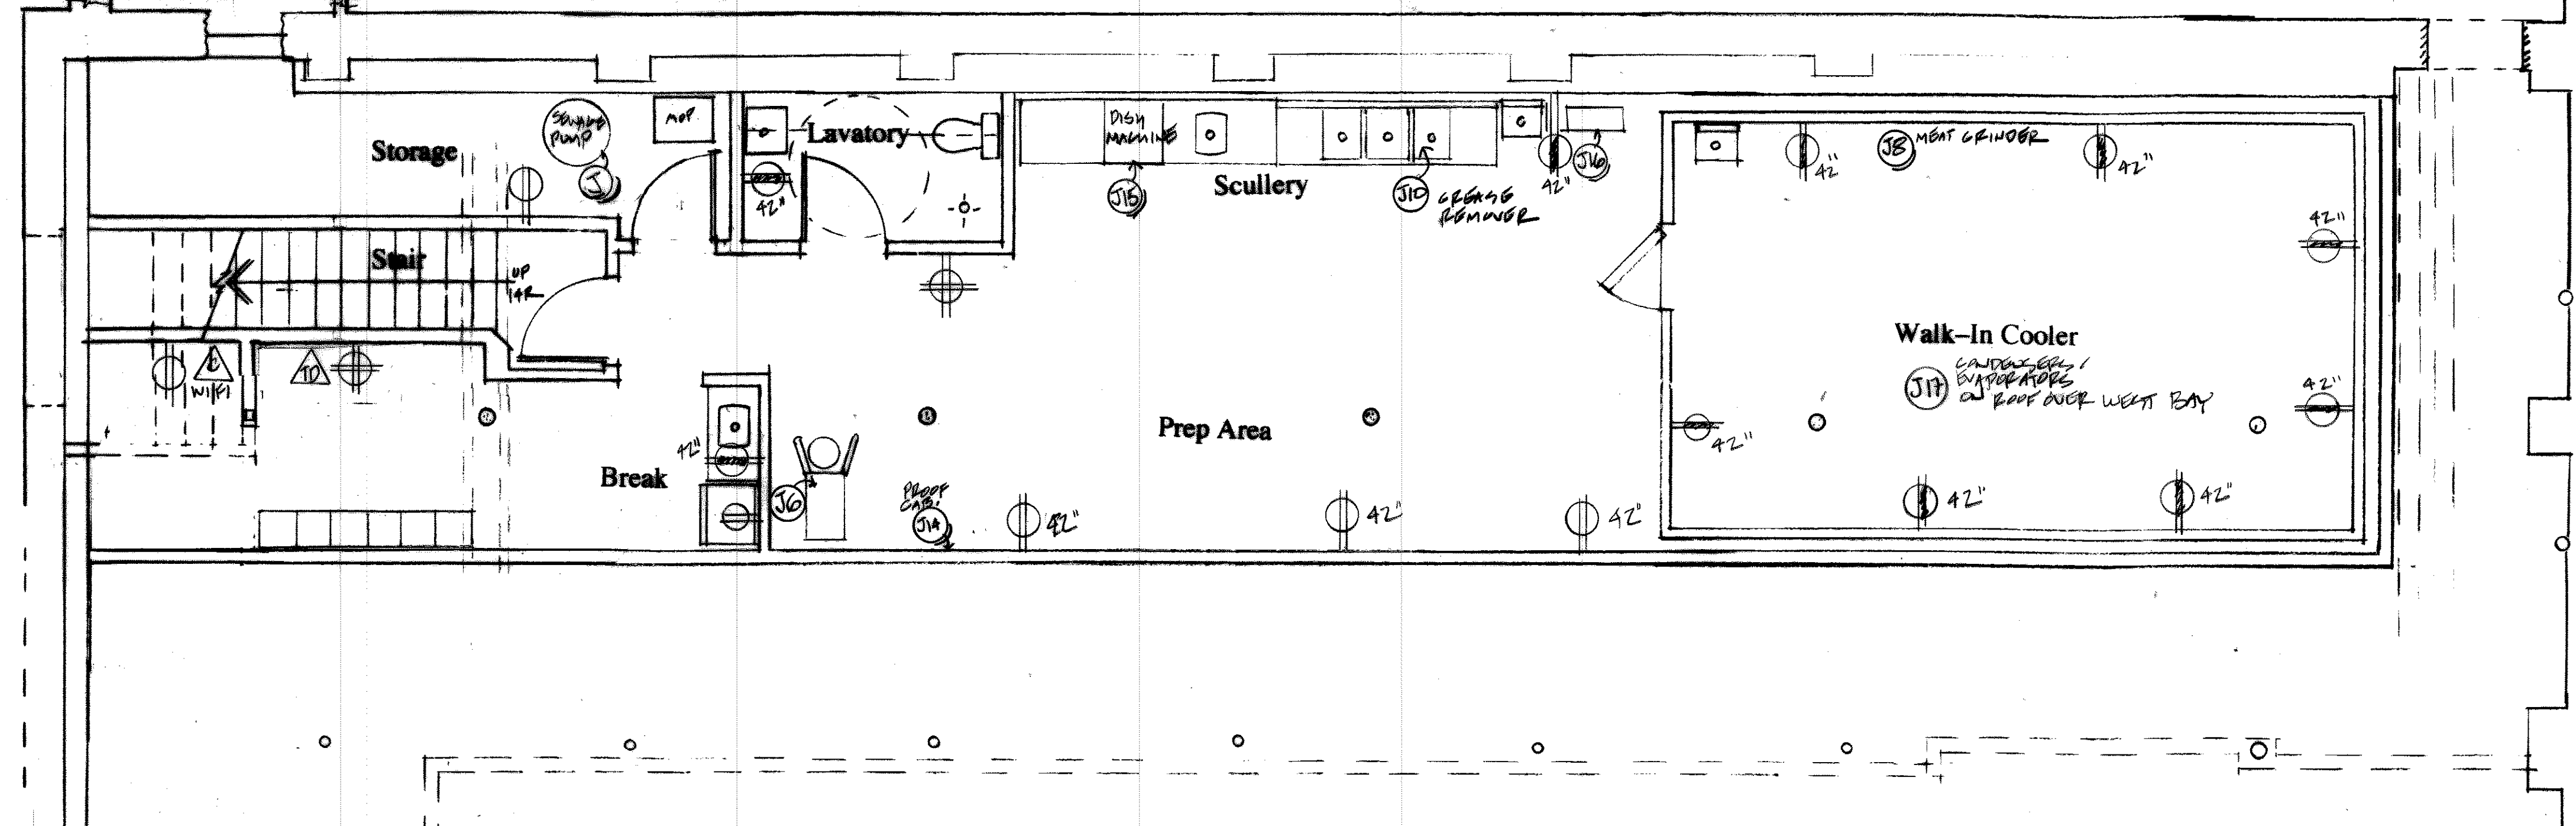 Storage
SEWAGE
PUMP
J
MOP
Lavatory
42"
DISH
MACHINE
J15
Scullery
J10
GREASE
REMOVER
42"
J16
J8
MEAT GRINDER
42"
42"
42"
Stair
UP
14R
WIFI
TD
Walk-In Cooler
J17
CONDENSERS/
EVAPORATORS
ON ROOF OVER WEST BAY
42"
42"
Prep Area
Break
42"
J6
PROOF
CAB.
J14
42"
42"
42"
42"
42"